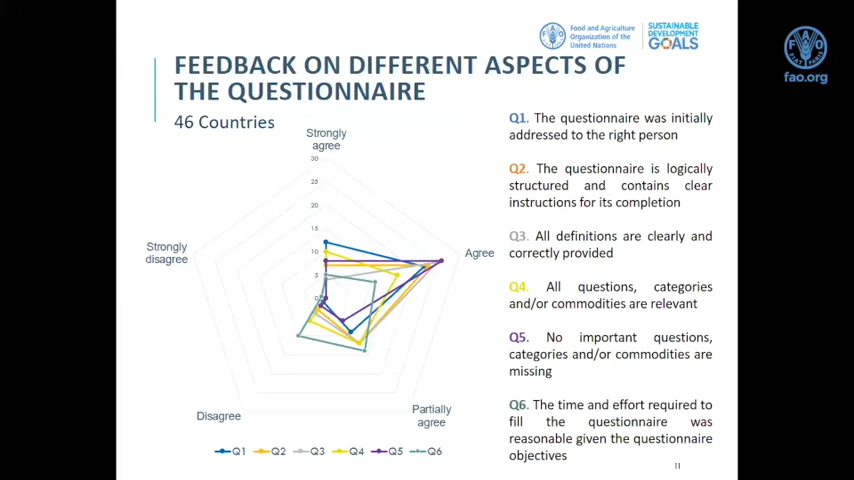 Food and Agriculture
Organization of the
United Nations
SUSTAINABLE
DEVELOPMENT
GOALS
FAO
FIAT PANIS
fao.org
FEEDBACK ON DIFFERENT ASPECTS OF
THE QUESTIONNAIRE
46 Countries
Strongly
agree
30
25
20
15
10
5
0
Agree
Partially
agree
Disagree
Strongly
disagree
Q1 Q2 Q3 Q4 Q5 Q6
Q1. The questionnaire was initially
addressed to the right person
Q2. The questionnaire is logically
structured and contains clear
instructions for its completion
Q3. All definitions are clearly and
correctly provided
Q4. All questions, categories
and/or commodities are relevant
Q5. No important questions,
categories and/or commodities are
missing
Q6. The time and effort required to
fill the questionnaire was
reasonable given the questionnaire
objectives
11